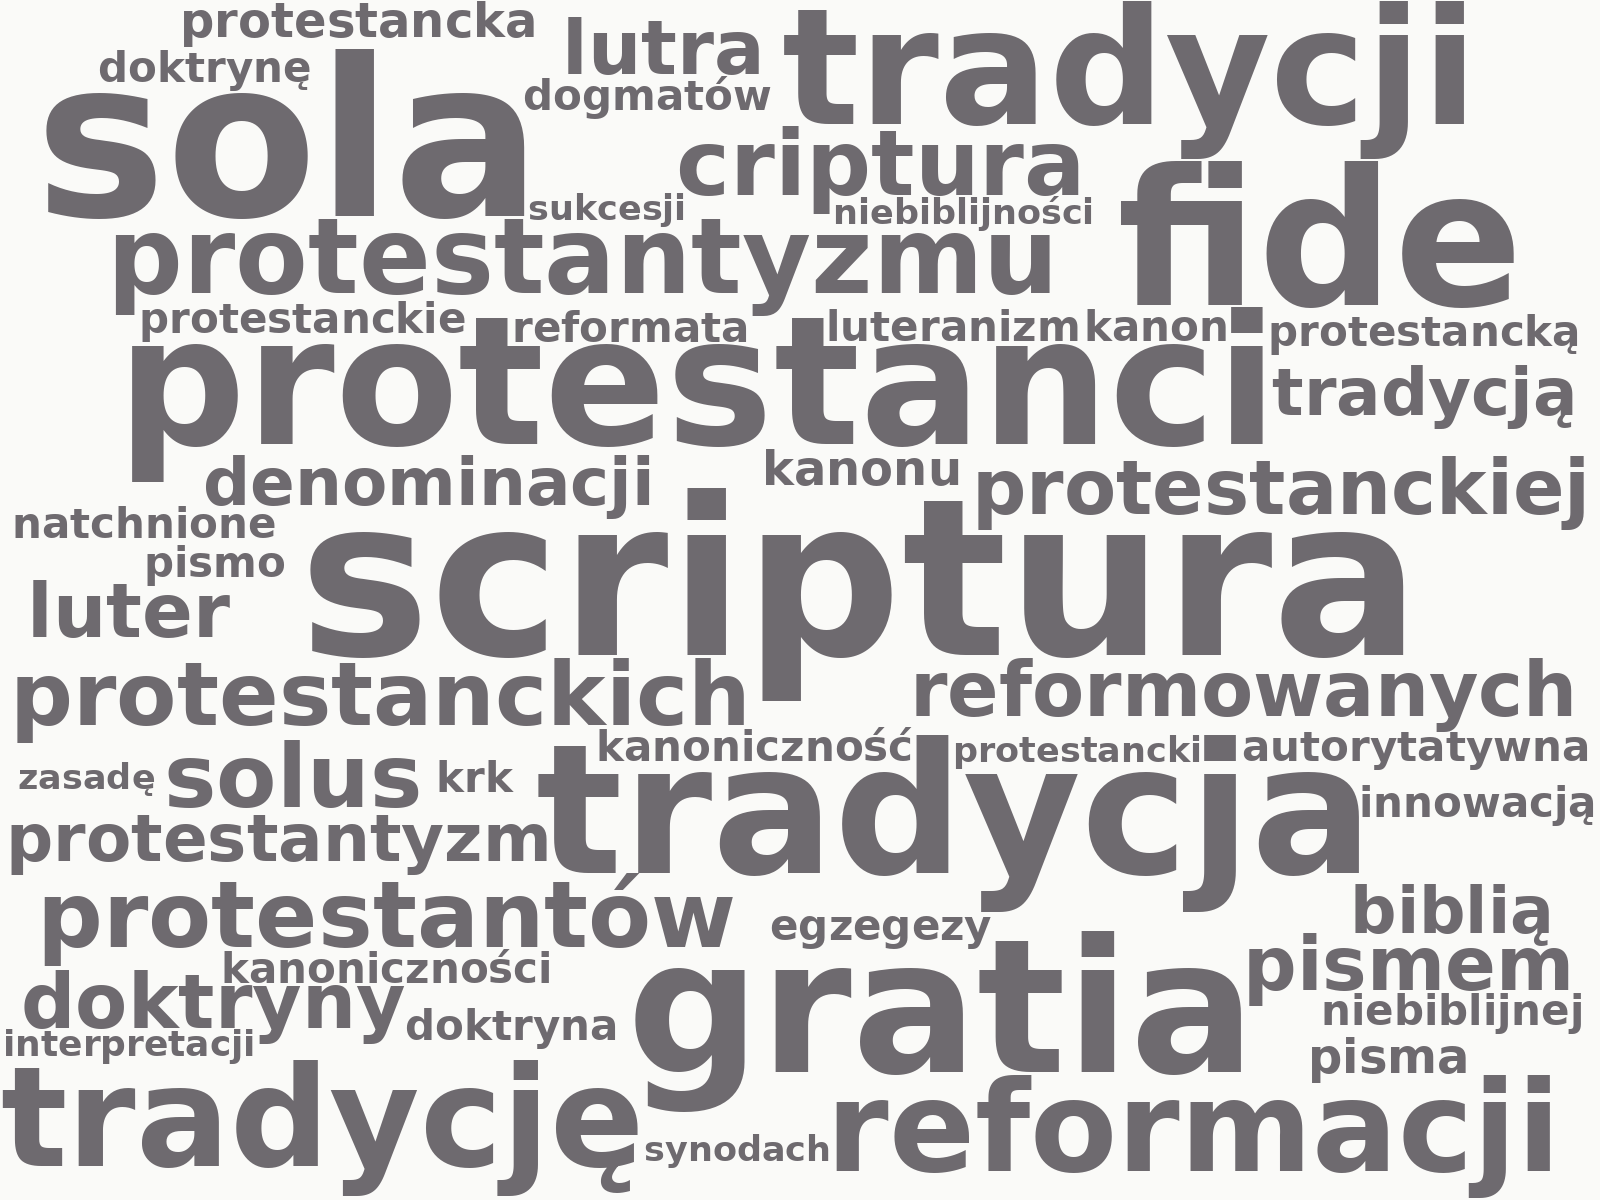 protestancka
lutra
tradycji
doktrynę
dogmatów
sola
criptura
fide
sukcesji
niebiblijności
protestantyzmu
protestanckie
reformata
luteranizm
kanon
protestancką
protestanci
tradycją
denominacji
kanonu
protestanckiej
natchnione
scriptura
pismo
luter
protestanckich
reformowanych
kanoniczność
protestancki
autorytatywna
zasadę
solus
krk
tradycja
innowacją
protestantyzm
protestantów
egzegezy
biblią
kanoniczności
gratia
pismem
doktryny
doktryna
niebiblijnej
interpretacji
pisma
tradycję
synodach
reformacji